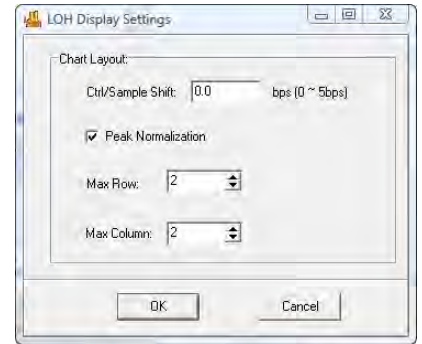 LOH Display Settings
Chart Layout:
Ctrl/Sample Shift: 0.0 bps (0 ~ 5bps)
Peak Normalization
Max Row: 2
Max Column: 2
OK Cancel